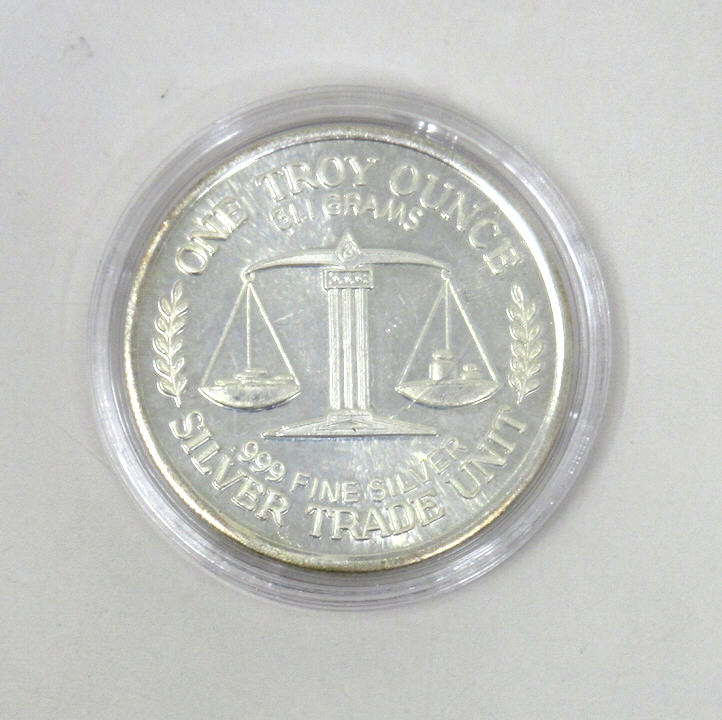 ONE TROY OUNCE
31.1 GRAMS
.999 FINE SILVER
SILVER TRADE UNIT